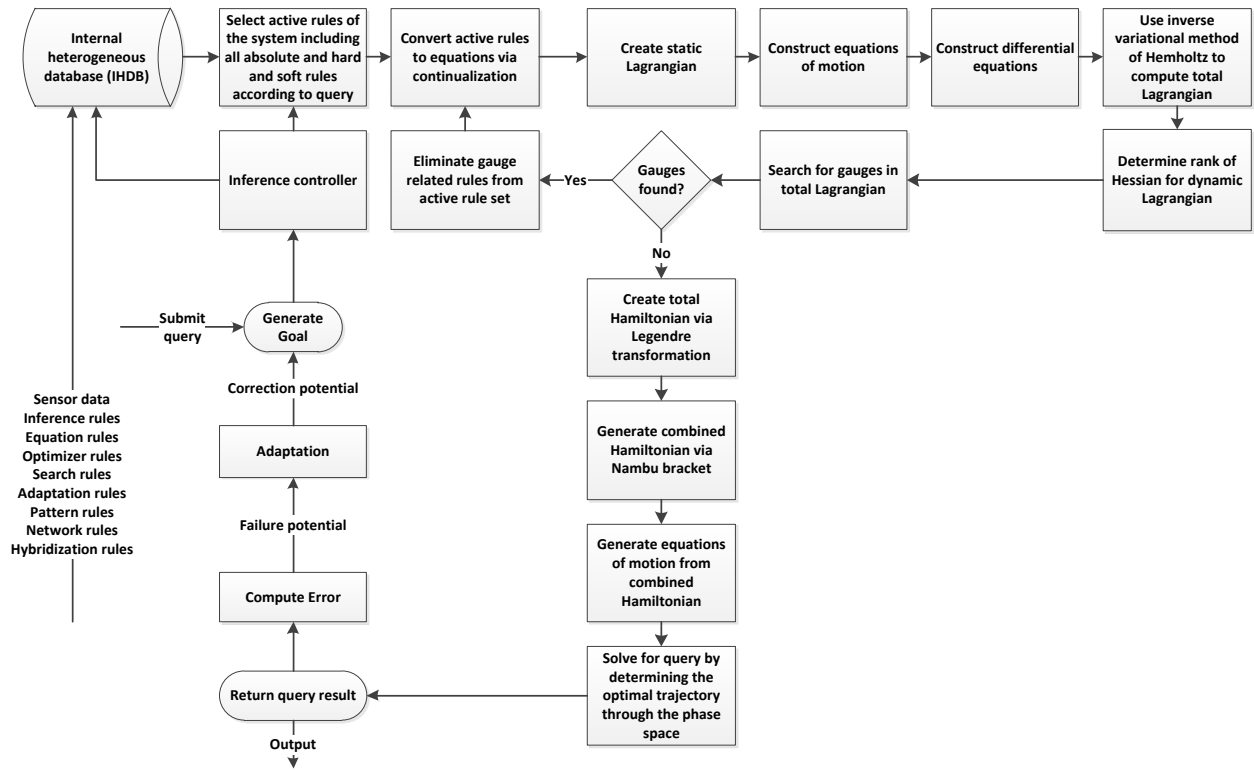 Internal
heterogeneous
database (IHDB)
Select active rules of
the system including
all absolute and hard
and soft rules
according to query
Convert active rules
to equations via
continualization
Create static
Lagrangian
Construct equations
of motion
Construct differential
equations
Use inverse
variational method
of Hemholtz to
compute total
Lagrangian
Inference controller
Eliminate gauge
related rules from
active rule set
Yes
Gauges
found?
Search for gauges in
total Lagrangian
Determine rank of
Hessian for dynamic
Lagrangian
No
Submit
query
Generate
Goal
Create total
Hamiltonian via
Legendre
transformation
Correction potential
Sensor data
Inference rules
Equation rules
Optimizer rules
Search rules
Adaptation rules
Pattern rules
Network rules
Hybridization rules
Adaptation
Generate combined
Hamiltonian via
Nambu bracket
Failure potential
Generate equations
of motion from
combined
Hamiltonian
Compute Error
Solve for query by
determining the
optimal trajectory
through the phase
space
Return query result
Output